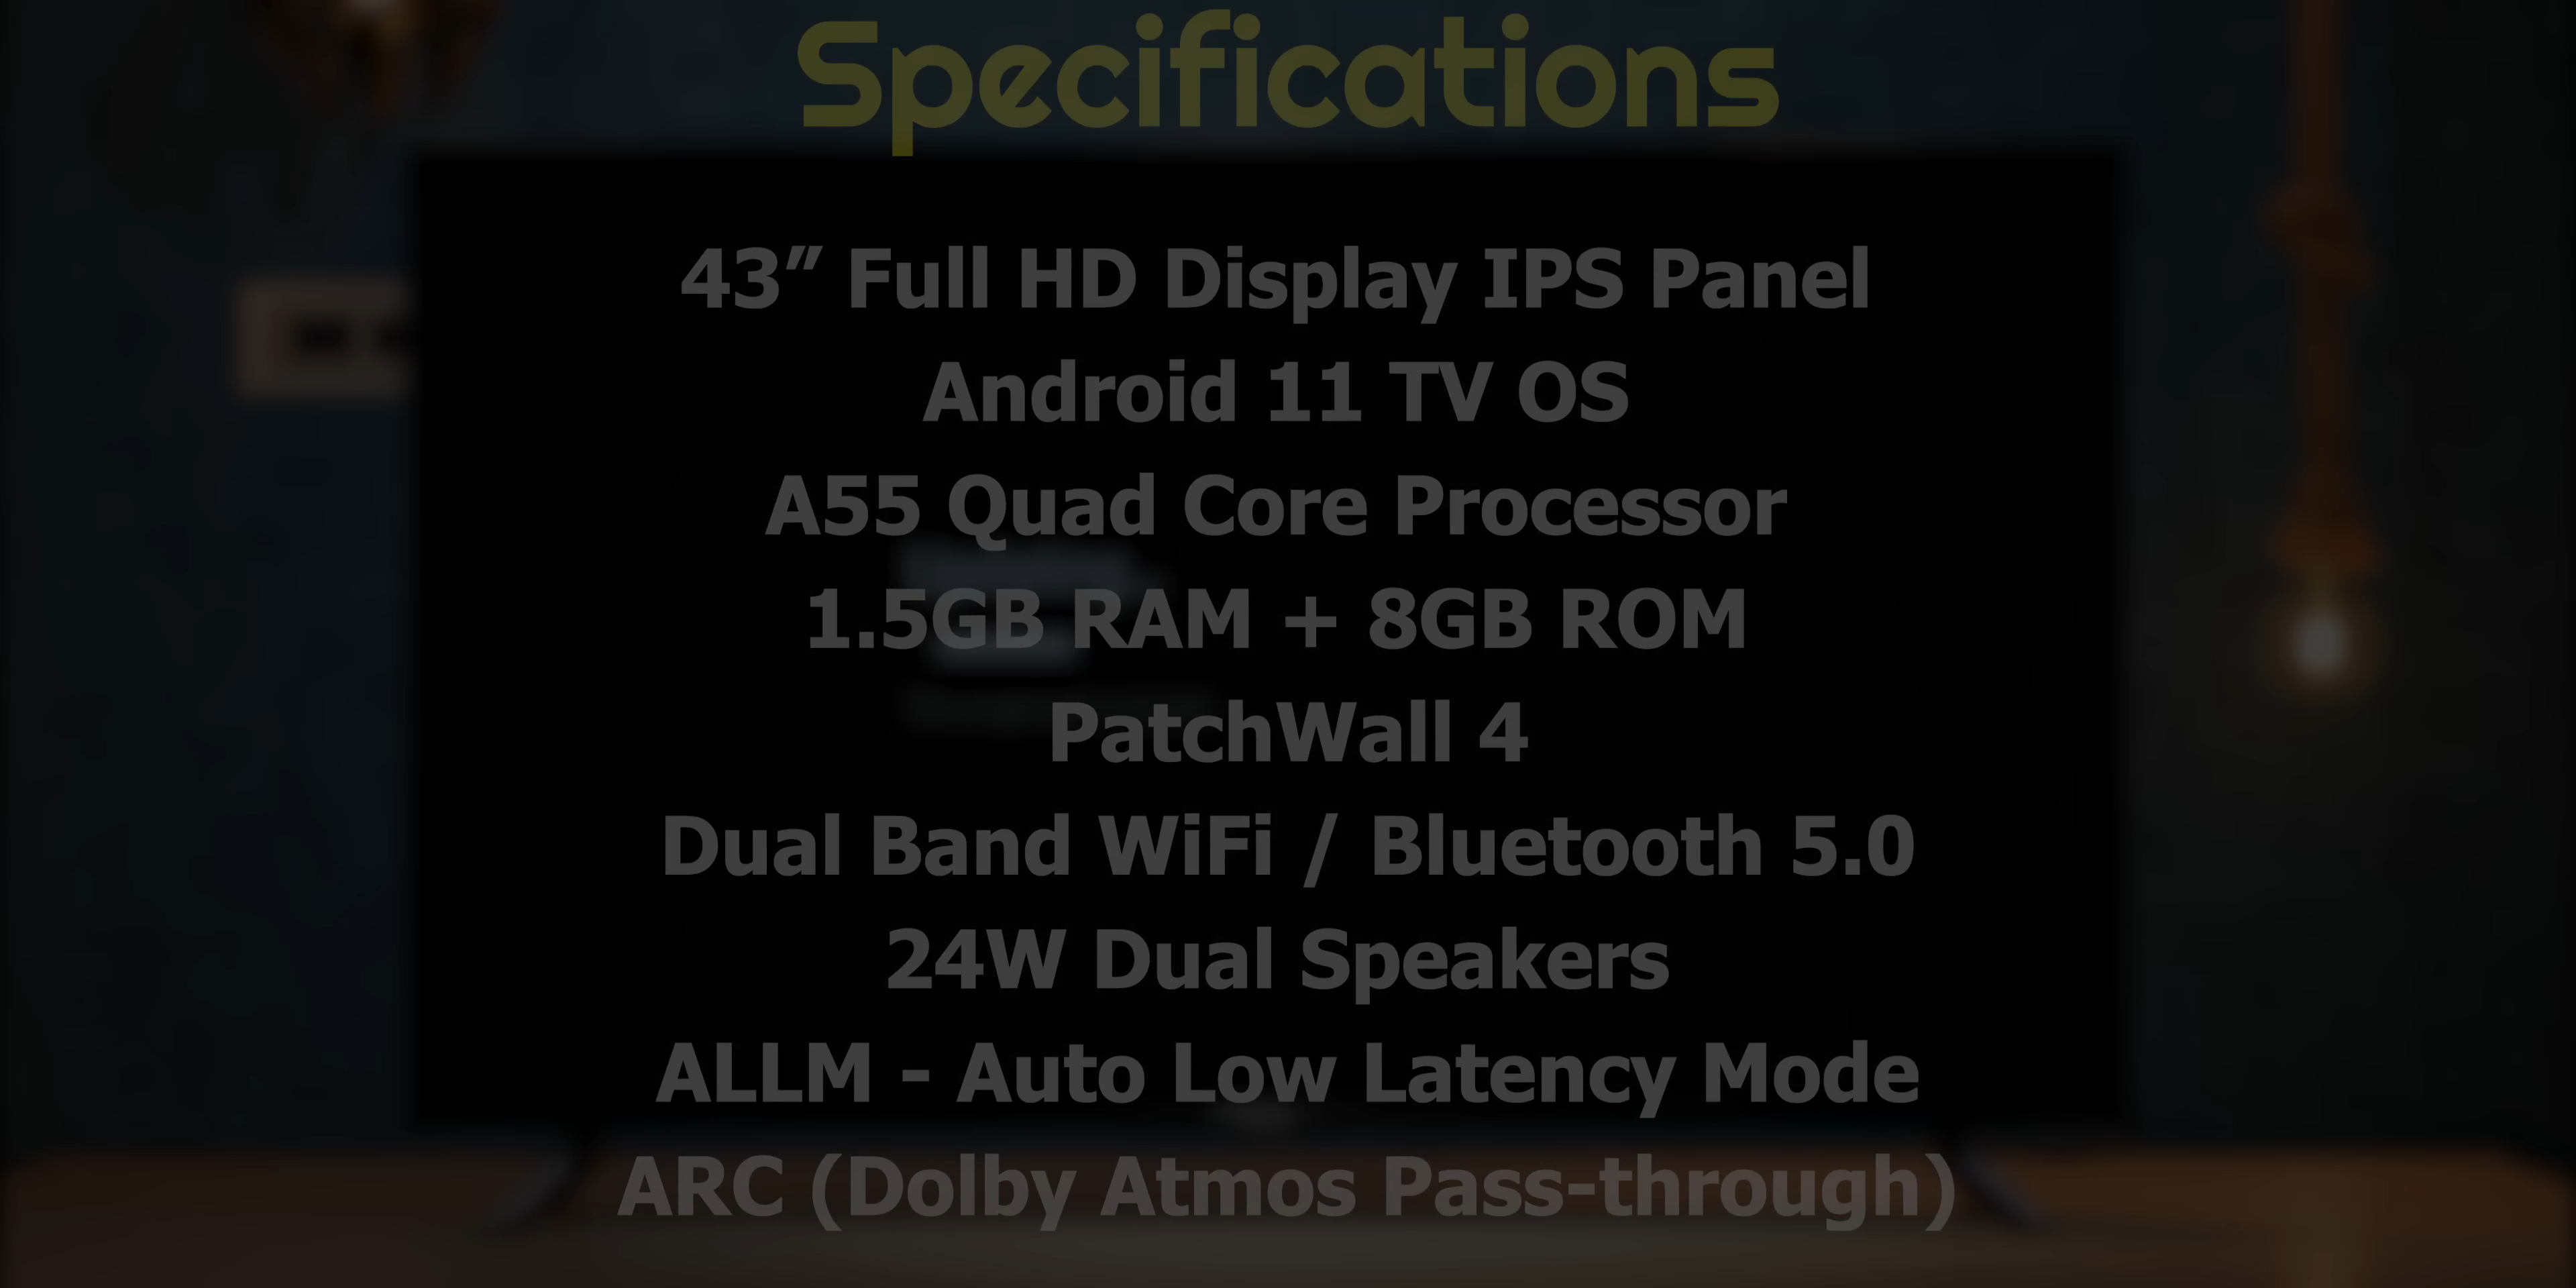 Specifications
43" Full HD Display IPS Panel
Android 11 TV OS
A55 Quad Core Processor
1.5GB RAM + 8GB ROM
PatchWall 4
Dual Band WiFi / Bluetooth 5.0
24W Dual Speakers
ALLM - Auto Low Latency Mode
ARC (Dolby Atmos Pass-through)